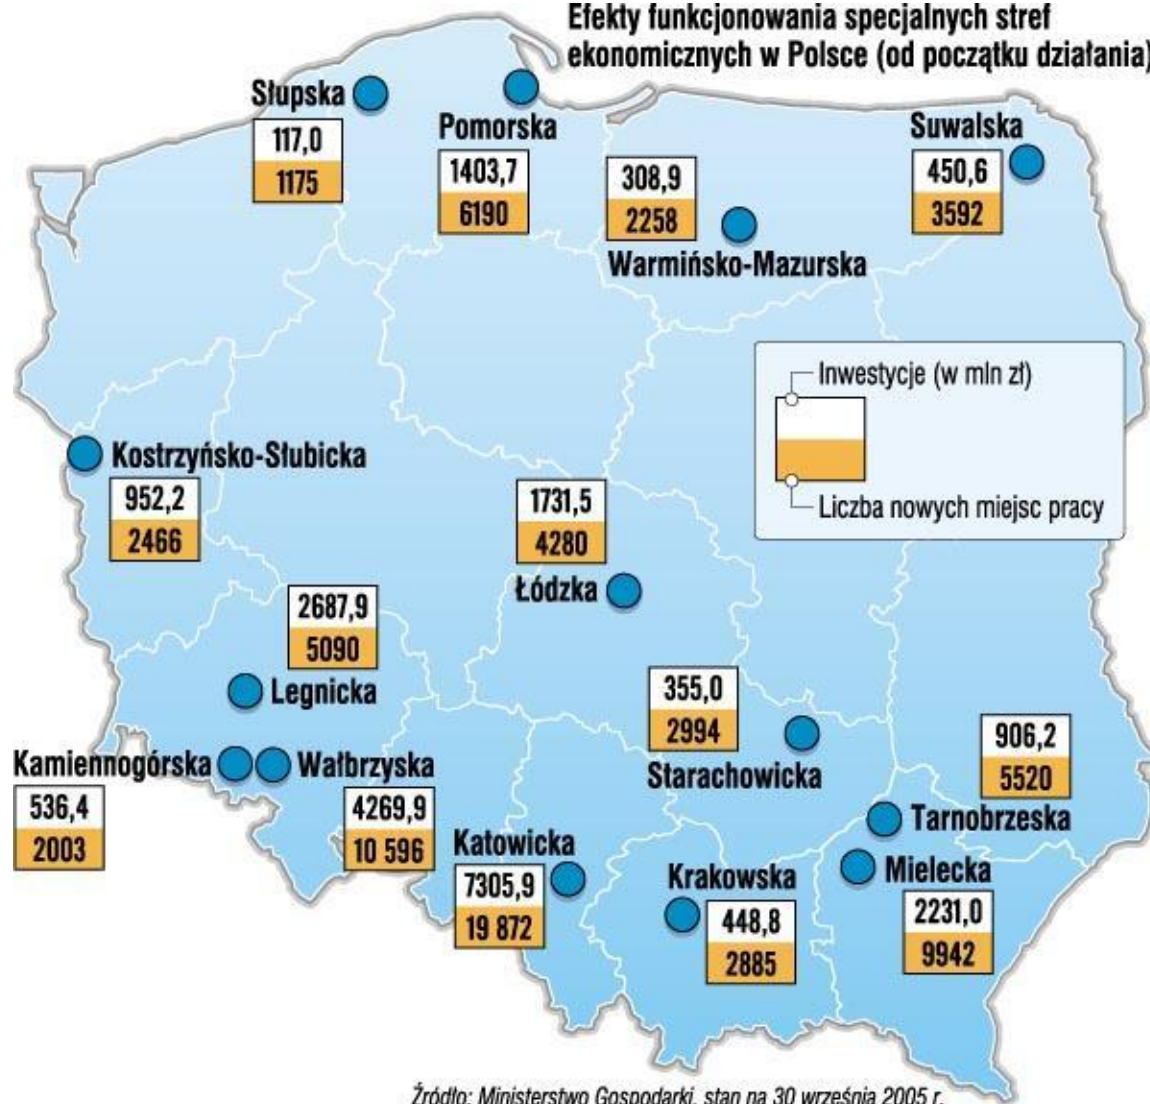 Efekty funkcjonowania specjalnych stref
ekonomicznych w Polsce (od początku działania)
Słupska
117,0
1175
Pomorska
1403,7
6190
308,9
2258
Warmińsko-Mazurska
Suwalska
450,6
3592
Inwestycje (w mln zł)
Liczba nowych miejsc pracy
Kostrzyńsko-Słubicka
952,2
2466
1731,5
4280
Łódzka
2687,9
5090
Legnicka
355,0
2994
Starachowicka
906,2
5520
Tarnobrzeska
Kamiennogórska
536,4
2003
Wałbrzyska
4269,9
10 596
Katowicka
7305,9
19 872
Krakowska
448,8
2885
Mielecka
2231,0
9942
Źródło: Ministerstwo Gospodarki, stan na 30 września 2005 r.